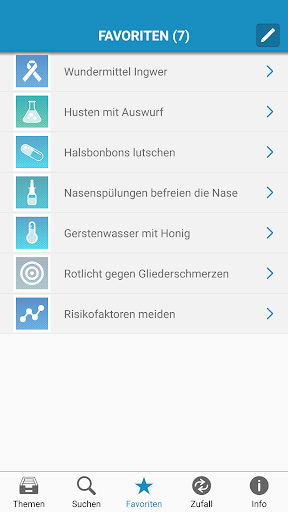 FAVORITEN (7)
Wundermittel Ingwer
Husten mit Auswurf
Halsbonbons lutschen
Nasenspülungen befreien die Nase
Gerstenwasser mit Honig
Rotlicht gegen Gliederschmerzen
Risikofaktoren meiden
Themen
Suchen
Favoriten
Zufall
Info